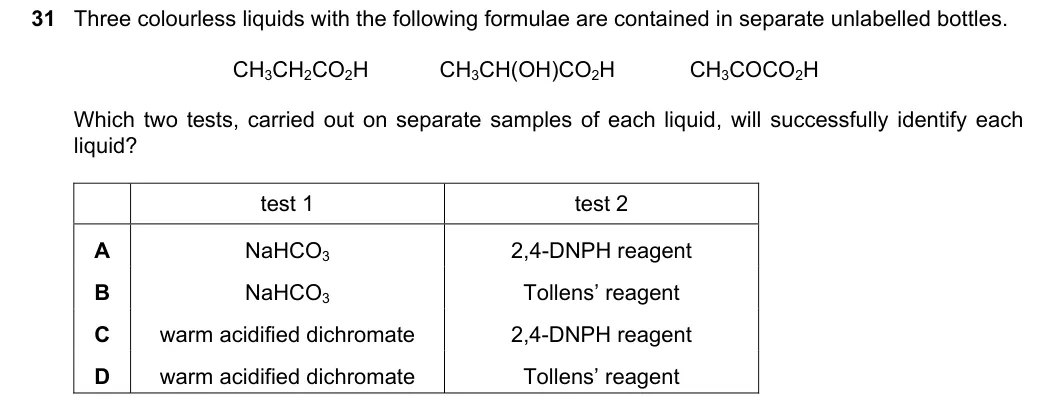 31 Three colourless liquids with the following formulae are contained in separate unlabelled bottles.
CH₃CH₂CO₂H CH₃CH(OH)CO₂H CH₃COCO₂H
Which two tests, carried out on separate samples of each liquid, will successfully identify each
liquid?
test 1 test 2
A NaHCO₃ 2,4-DNPH reagent
B NaHCO₃ Tollens’ reagent
C warm acidified dichromate 2,4-DNPH reagent
D warm acidified dichromate Tollens’ reagent